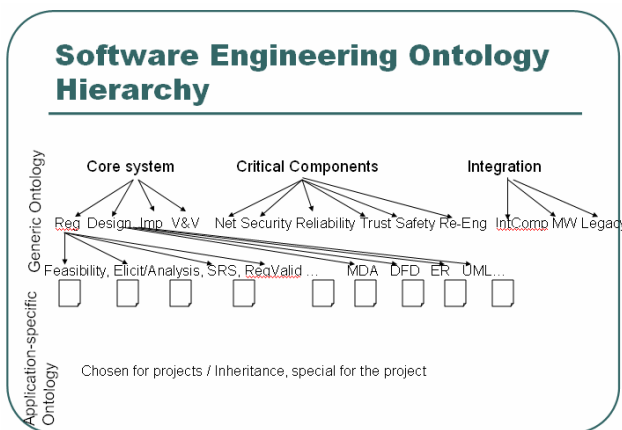 Software Engineering Ontology
Hierarchy
Generic Ontology
Core system Critical Components Integration
Reg Design Imp V&V Net Security Reliability Trust Safety Re-Eng IntComp MW Legacy
Feasibility, Elicit/Analysis, SRS, ReqValid ... MDA DFD ER UML...
Application-specific
Ontology
Chosen for projects / Inheritance, special for the project